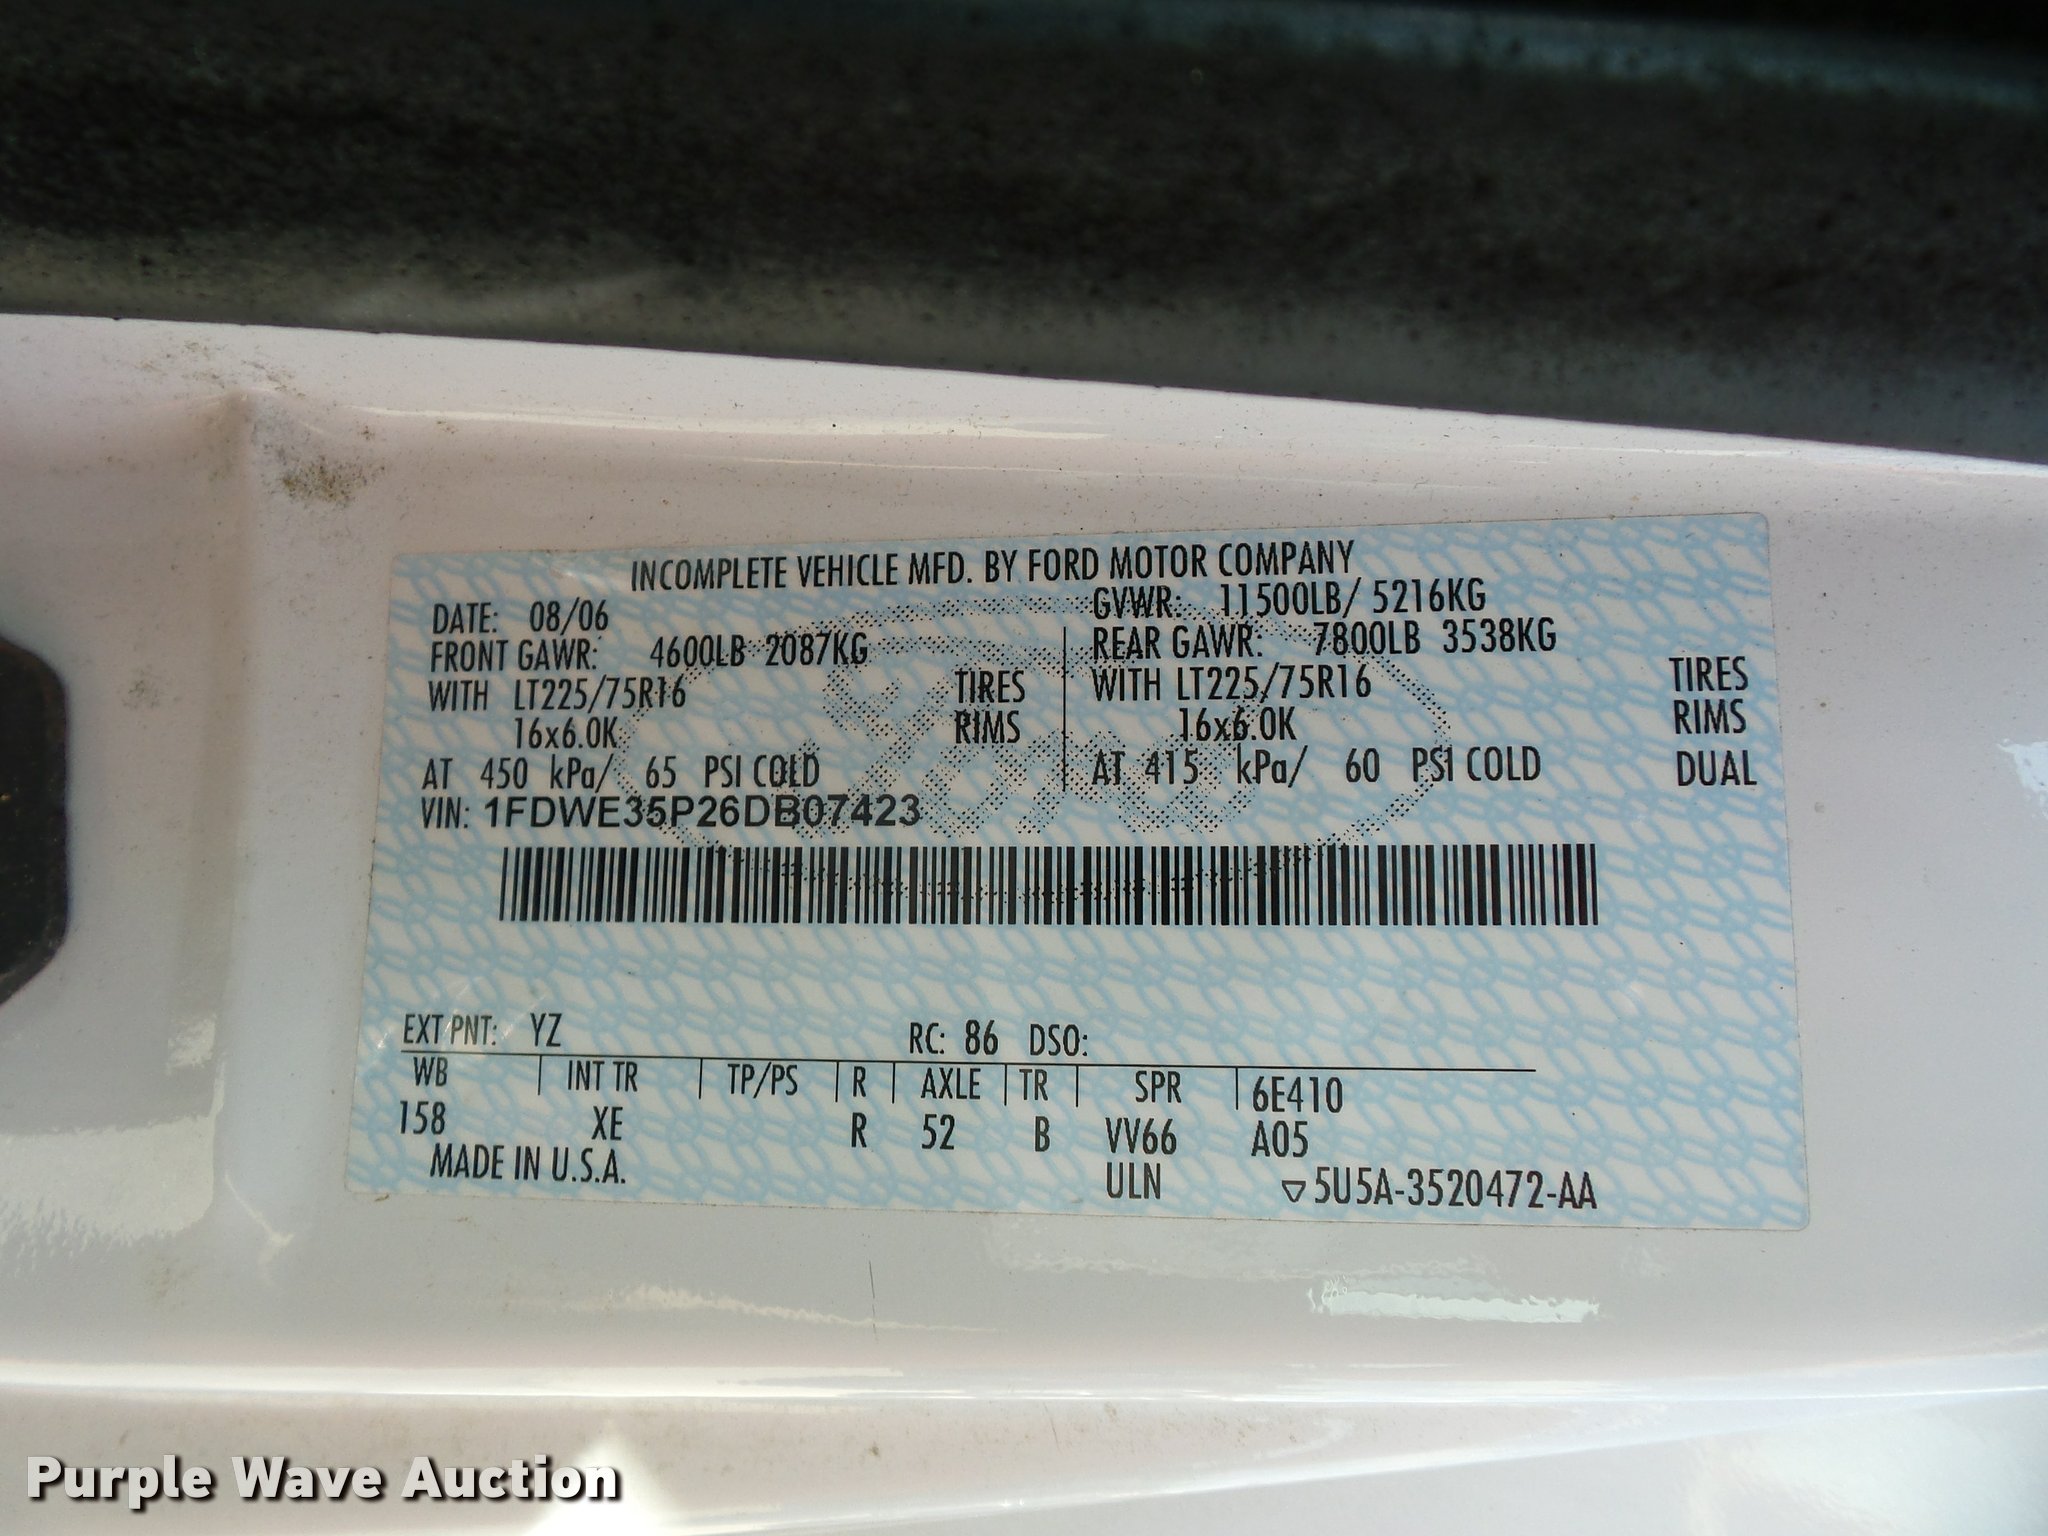 INCOMPLETE VEHICLE MFD. BY FORD MOTOR COMPANY
DATE: 08/06 GVWR: 11500LB/ 5216KG
FRONT GAWR: 4600LB 2087KG REAR GAWR: 7800LB 3538KG
WITH LT225/75R16 TIRES WITH LT225/75R16 TIRES
16x6.0K RIMS 16x6.0K RIMS
AT 450 kPa/ 65 PSI COLD AT 415 kPa/ 60 PSI COLD DUAL
VIN: 1FDWE35P26DB07423
Ford
EXT PNT: YZ RC: 86 DSO:
WB INT TR TP/PS R AXLE TR SPR 6E410
158 XE R 52 B VV66 A05
MADE IN U.S.A. ULN ▽5U5A-3520472-AA
Purple Wave Auction